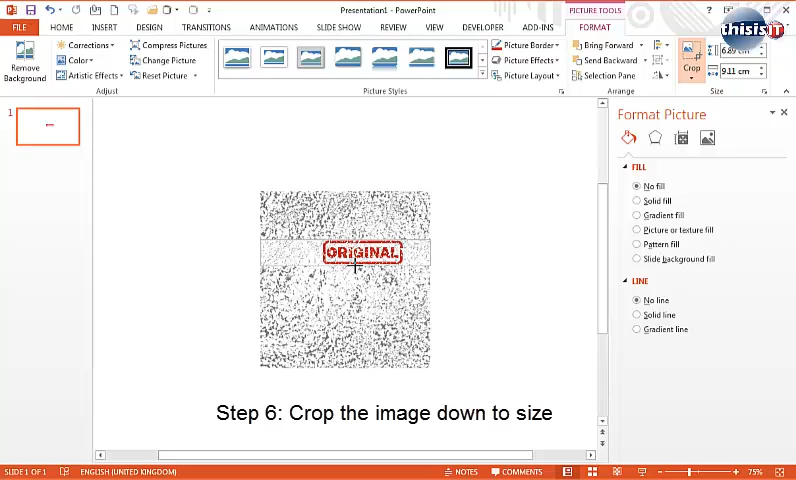 Presentation1 - PowerPoint
PICTURE TOOLS
FILE
HOME
INSERT
DESIGN
TRANSITIONS
ANIMATIONS
SLIDE SHOW
REVIEW
VIEW
DEVELOPER
ADD-INS
FORMAT
thisisIT
Remove Background
Corrections
Color
Artistic Effects
Compress Pictures
Change Picture
Reset Picture
Adjust
Picture Styles
Picture Border
Picture Effects
Picture Layout
Bring Forward
Send Backward
Selection Pane
Arrange
Crop
6.89 cm
9.11 cm
Size
1
ORIGINAL
Step 6: Crop the image down to size
Format Picture
FILL
No fill
Solid fill
Gradient fill
Picture or texture fill
Pattern fill
Slide background fill
LINE
No line
Solid line
Gradient line
SLIDE 1 OF 1
ENGLISH (UNITED KINGDOM)
NOTES
COMMENTS
75%